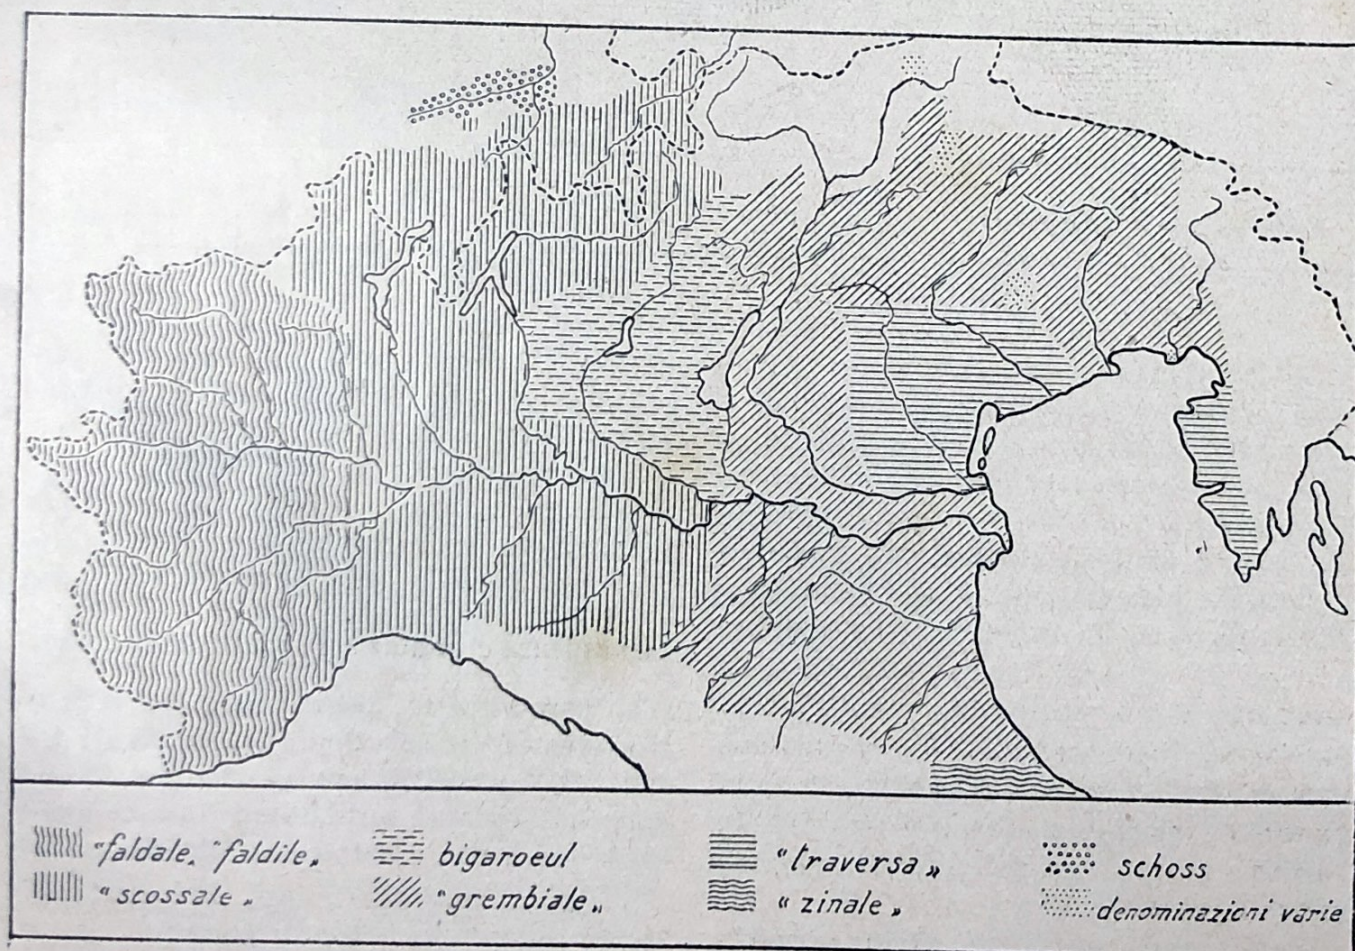 "faldale, "faldile„
"scossale„
bigaroeul
"grembiale„
"traversa»
"zinale„
schoss
denominazioni varie